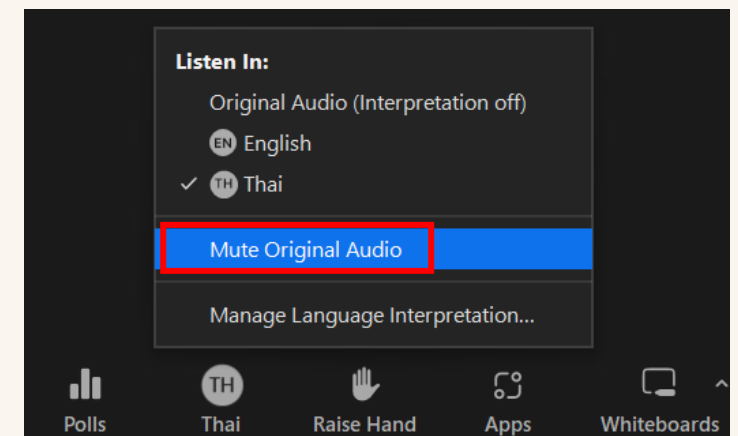 Listen In:
Original Audio (Interpretation off)
EN English
TH Thai
Mute Original Audio
Manage Language Interpretation...
TH
Polls Thai Raise Hand Apps Whiteboards